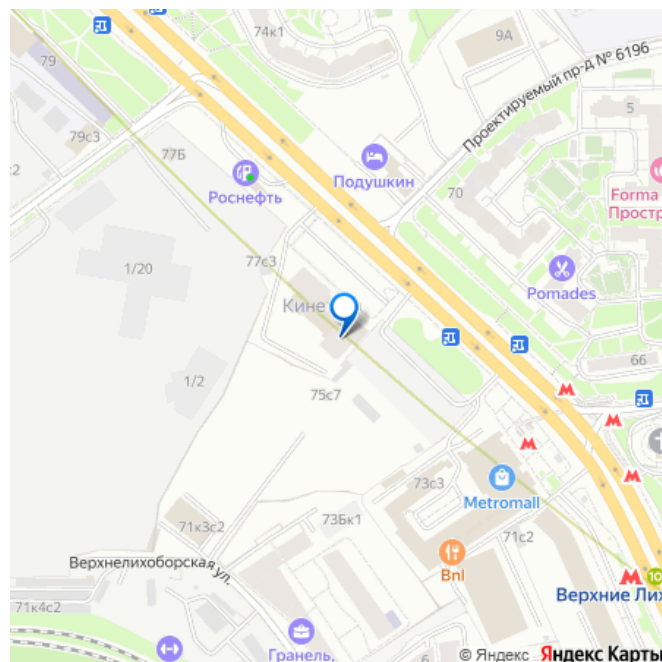 74к1
9А
79
Проектируемый пр-д № 6196
5
79с3
77Б
Роснефть
Подушкин
70
Forma
Простр
77с3
1/20
Pomades
Кине
66
1/2
75с7
73с3
Metromall
71к3с2
73Бк1
71с2
Верхнелихоборская ул.
Bnl
10
Верхние Лих
71к4с2
Гранель,
© Яндекс Яндекс Карты